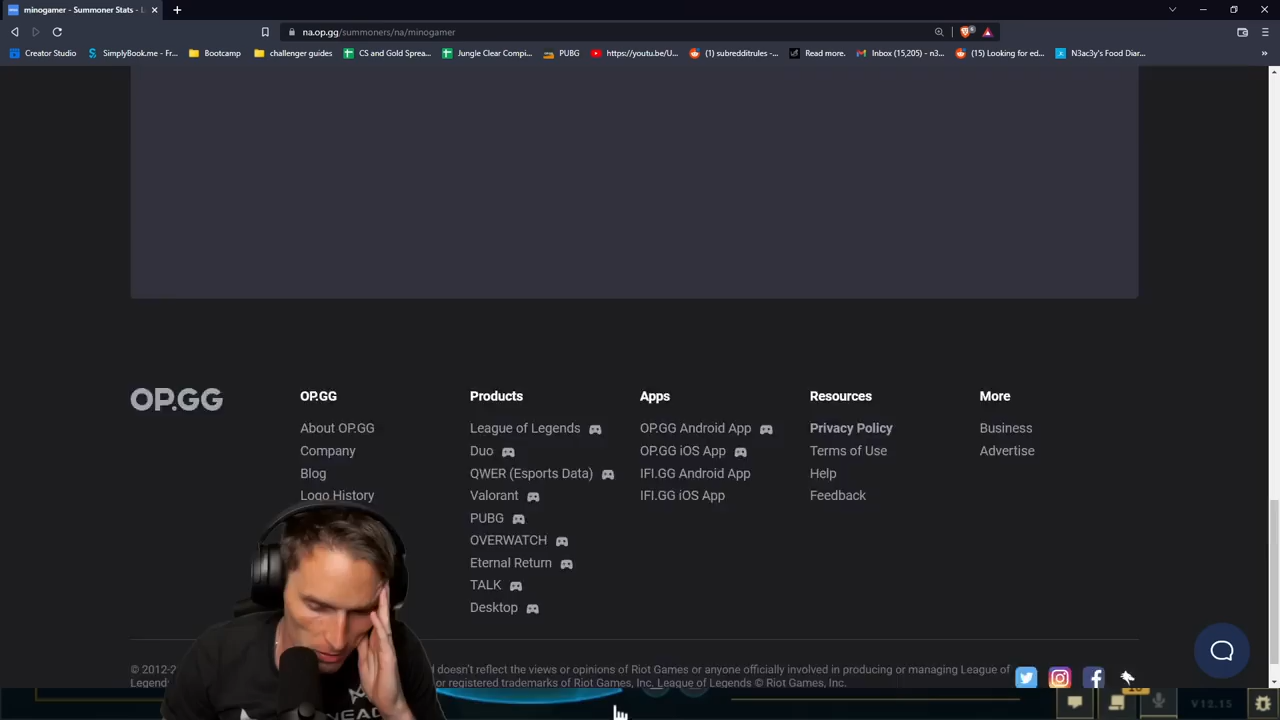 minogamer - Summoner Stats - L
na.op.gg/summoners/na/minogamer
Creator Studio
SimplyBook.me - Fr...
Bootcamp
challenger guides
CS and Gold Sprea...
Jungle Clear Compi...
PUBG
https://youtu.be/U...
(1) subredditrules -...
Read more.
Inbox (15,205) - n3...
(15) Looking for ed...
N3ac3y's Food Diar...
OP.GG
OP.GG
About OP.GG
Company
Blog
Logo History
Products
League of Legends
Duo
QWER (Esports Data)
Valorant
PUBG
OVERWATCH
Eternal Return
TALK
Desktop
Apps
OP.GG Android App
OP.GG iOS App
IFI.GG Android App
IFI.GG iOS App
Resources
Privacy Policy
Terms of Use
Help
Feedback
More
Business
Advertise
© 2012-2 d doesn't reflect the views or opinions of Riot Games or anyone officially involved in producing or managing League of
Legend or registered trademarks of Riot Games, Inc. League of Legends © Riot Games, Inc.
V12.15